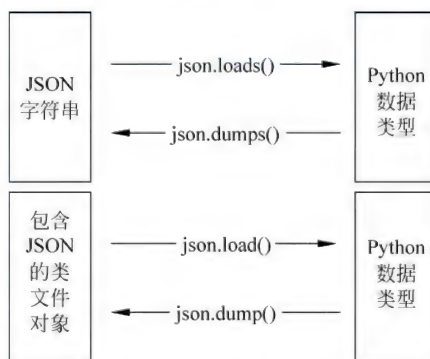 JSON
字符串
json.loads()
json.dumps()
Python
数据
类型
包含
JSON
的类
文件
对象
json.load()
json.dump()
Python
数据
类型